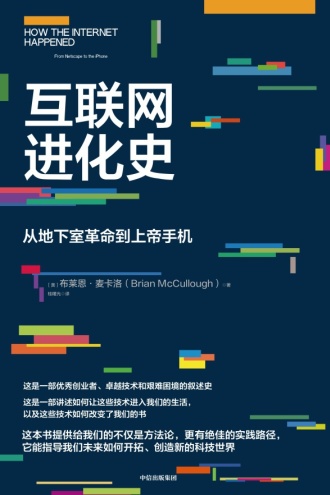 HOW THE INTERNET
HAPPENED
From Netscape to the iPhone
互联网
进化史
从地下室革命到上帝手机
[美] 布莱恩·麦卡洛（Brian McCullough）◎著
桂曙光◎译
这是一部优秀创业者、卓越技术和艰难困境的叙述史
这是一部讲述如何让这些技术进入我们的生活，
以及这些技术如何改变了我们的书
这本书提供给我们的不仅是方法论，更有绝佳的实践路径，
它能指导我们未来如何开拓、创造新的科技世界
中信出版集团